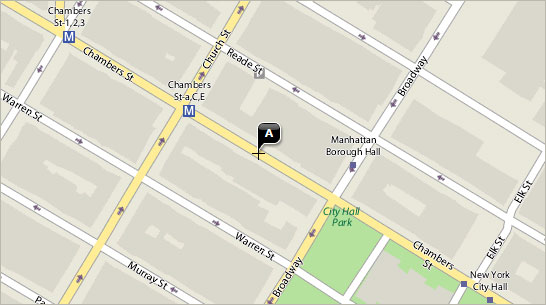 Chambers
St-1,2,3
M
Chambers St
Church St
Reade St
Broadway
Chambers
St-a,C,E
M
Warren St
A
Manhattan
Borough Hall
Elk St
City Hall
Park
Warren St
Chambers
St
Elk St
Murray St
Broadway
New York
City Hall
Pa